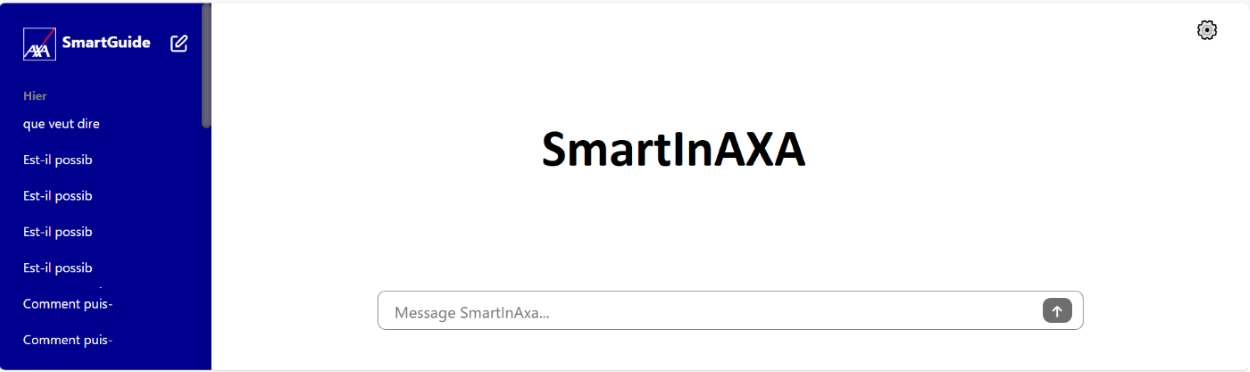 AXA SmartGuide
Hier
que veut dire
Est-il possib
Est-il possib
Est-il possib
Est-il possib
Comment puis-
Comment puis-
SmartInAXA
Message SmartInAxa...